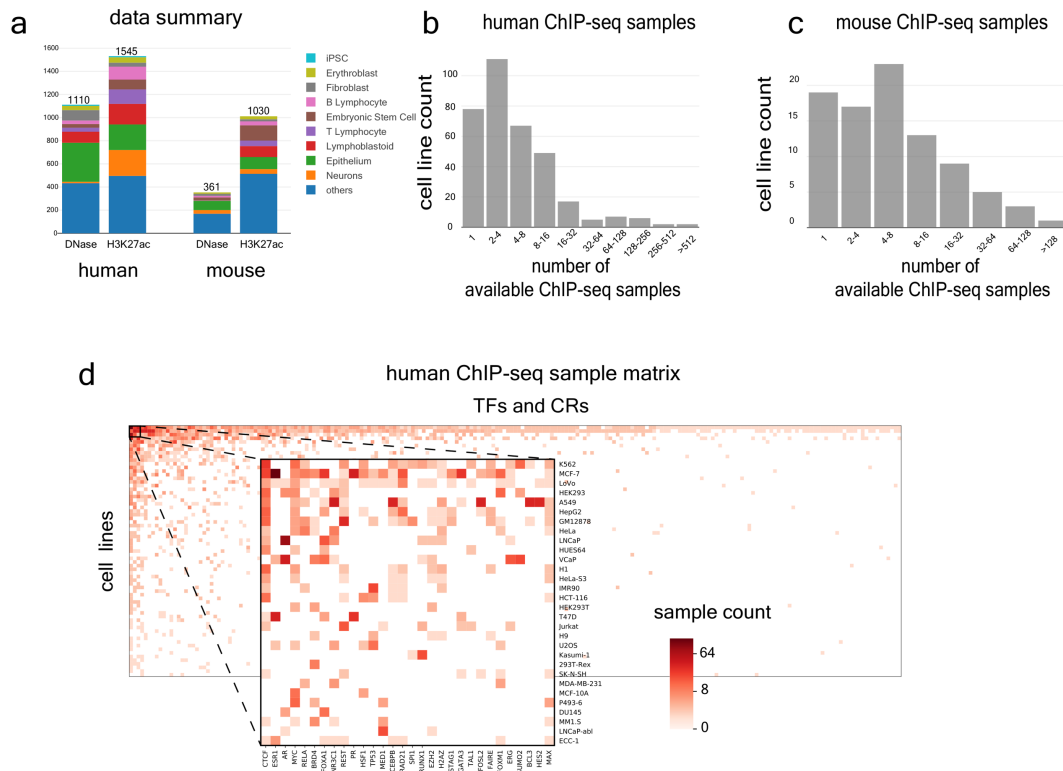 a
data summary
1600
1400
1200
1000
800
600
400
200
0
1110
1545
361
1030
DNase
H3K27ac
DNase
H3K27ac
human
mouse
iPSC
Erythroblast
Fibroblast
B Lymphocyte
Embryonic Stem Cell
T Lymphocyte
Lymphoblastoid
Epithelium
Neurons
others
b
human ChIP-seq samples
cell line count
100
80
60
40
20
0
1
2-4
4-8
8-16
16-32
32-64
64-128
128-256
256-512
>512
number of
available ChIP-seq samples
c
mouse ChIP-seq samples
cell line count
20
15
10
5
0
1
2-4
4-8
8-16
16-32
32-64
64-128
>128
number of
available ChIP-seq samples
d
human ChIP-seq sample matrix
TFs and CRs
cell lines
K562
MCF-7
LoVo
HEK293
A549
HepG2
GM12878
HeLa
LNCaP
HUES64
VCaP
H1
HeLa-S3
IMR90
HCT-116
HEK293T
T47D
Jurkat
H9
U2OS
Kasumi-1
293T-Rex
SK-N-SH
MDA-MB-231
MCF-10A
P493-6
DU145
MM1.S
LNCaP-abl
ECC-1
CTCF
ESR1
AR
MYC
RELA
BRD4
FOXA1
NR3C1
REST
PR
HSF1
TP53
MED1
CEBPB
RAD21
SPI1
RUNX1
EZH2
H2AZ
STAG1
GATA3
TAL1
FOSL2
FAIRE
FOXM1
ERG
SUMO2
BCL3
HES2
MAX
sample count
64
8
0